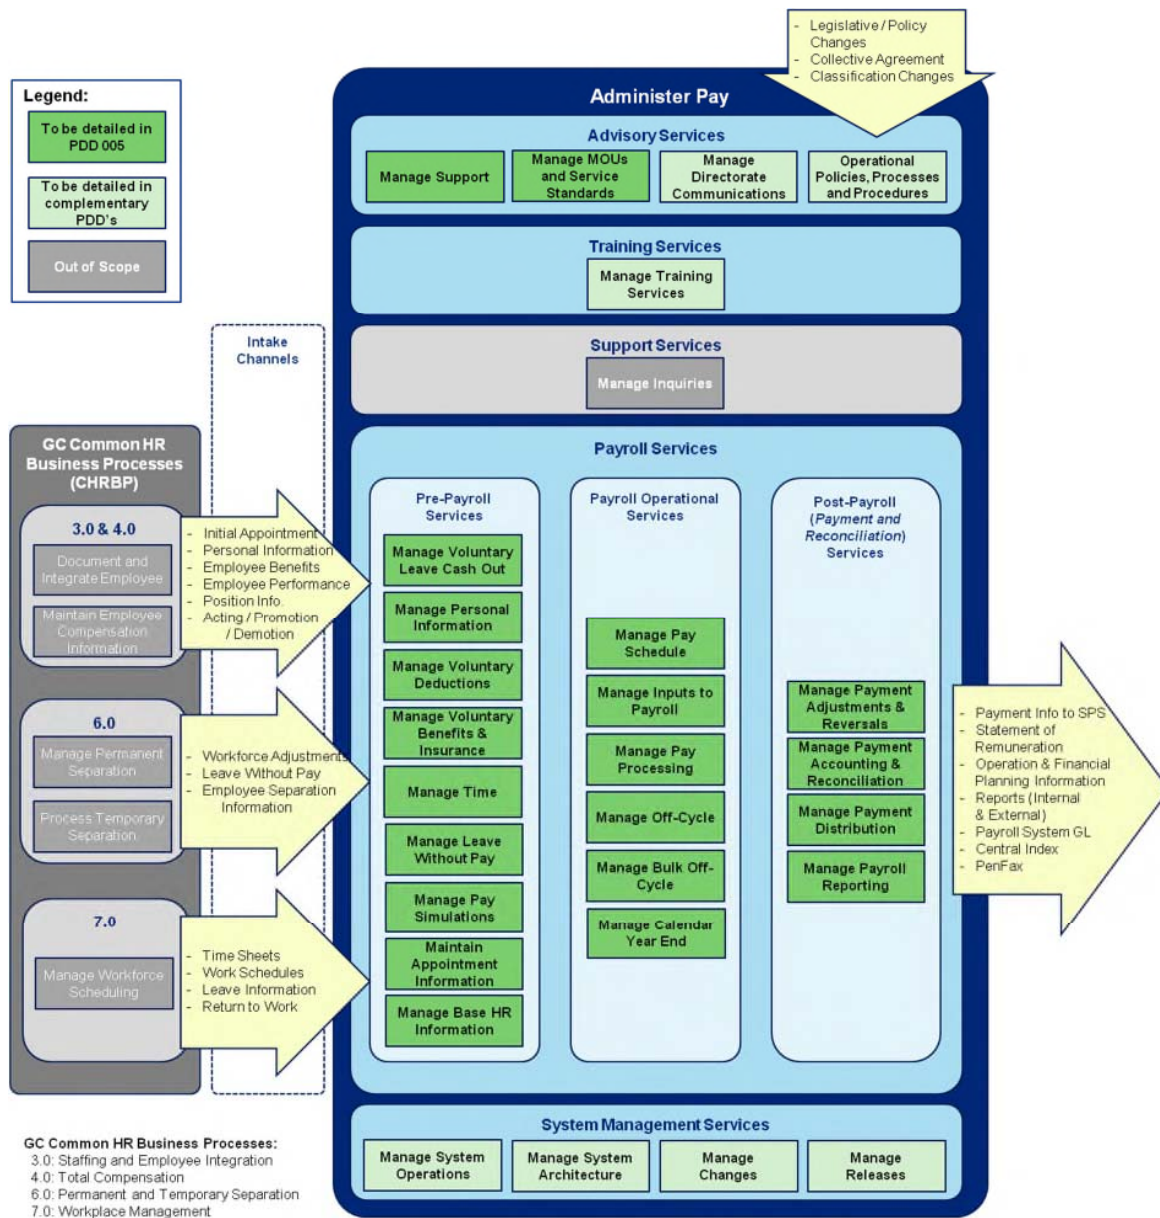 - Legislative / Policy
Changes
- Collective Agreement
- Classification Changes
Legend:
To be detailed in
PDD 005
To be detailed in
complementary
PDD's
Out of Scope
Administer Pay
Advisory Services
Manage Support
Manage MOUs
and Service
Standards
Manage
Directorate
Communications
Operational
Policies, Processes
and Procedures
Training Services
Manage Training
Services
Support Services
Manage Inquiries
Intake
Channels
GC Common HR
Business Processes
(CHRBP)
3.0 & 4.0
Document and
Integrate Employee
Maintain Employee
Compensation
Information
6.0
Manage Permanent
Separation
Process Temporary
Separation
7.0
Manage Workforce
Scheduling
- Initial Appointment
- Personal Information
- Employee Benefits
- Employee Performance
- Position Info.
- Acting / Promotion
/ Demotion
- Workforce Adjustments
- Leave Without Pay
- Employee Separation
Information
- Time Sheets
- Work Schedules
- Leave Information
- Return to Work
Payroll Services
Pre-Payroll
Services
Manage Voluntary
Leave Cash Out
Manage Personal
Information
Manage Voluntary
Deductions
Manage Voluntary
Benefits &
Insurance
Manage Time
Manage Leave
Without Pay
Manage Pay
Simulations
Maintain
Appointment
Information
Manage Base HR
Information
Payroll Operational
Services
Manage Pay
Schedule
Manage Inputs to
Payroll
Manage Pay
Processing
Manage Off-Cycle
Manage Bulk Off-
Cycle
Manage Calendar
Year End
Post-Payroll
(Payment and
Reconciliation)
Services
Manage Payment
Adjustments &
Reversals
Manage Payment
Accounting &
Reconciliation
Manage Payment
Distribution
Manage Payroll
Reporting
- Payment Info to SPS
- Statement of
Remuneration
- Operation & Financial
Planning Information
- Reports (Internal
& External)
- Payroll System GL
- Central Index
- PenFax
System Management Services
Manage System
Operations
Manage System
Architecture
Manage
Changes
Manage
Releases
GC Common HR Business Processes:
3.0: Staffing and Employee Integration
4.0: Total Compensation
6.0: Permanent and Temporary Separation
7.0: Workplace Management